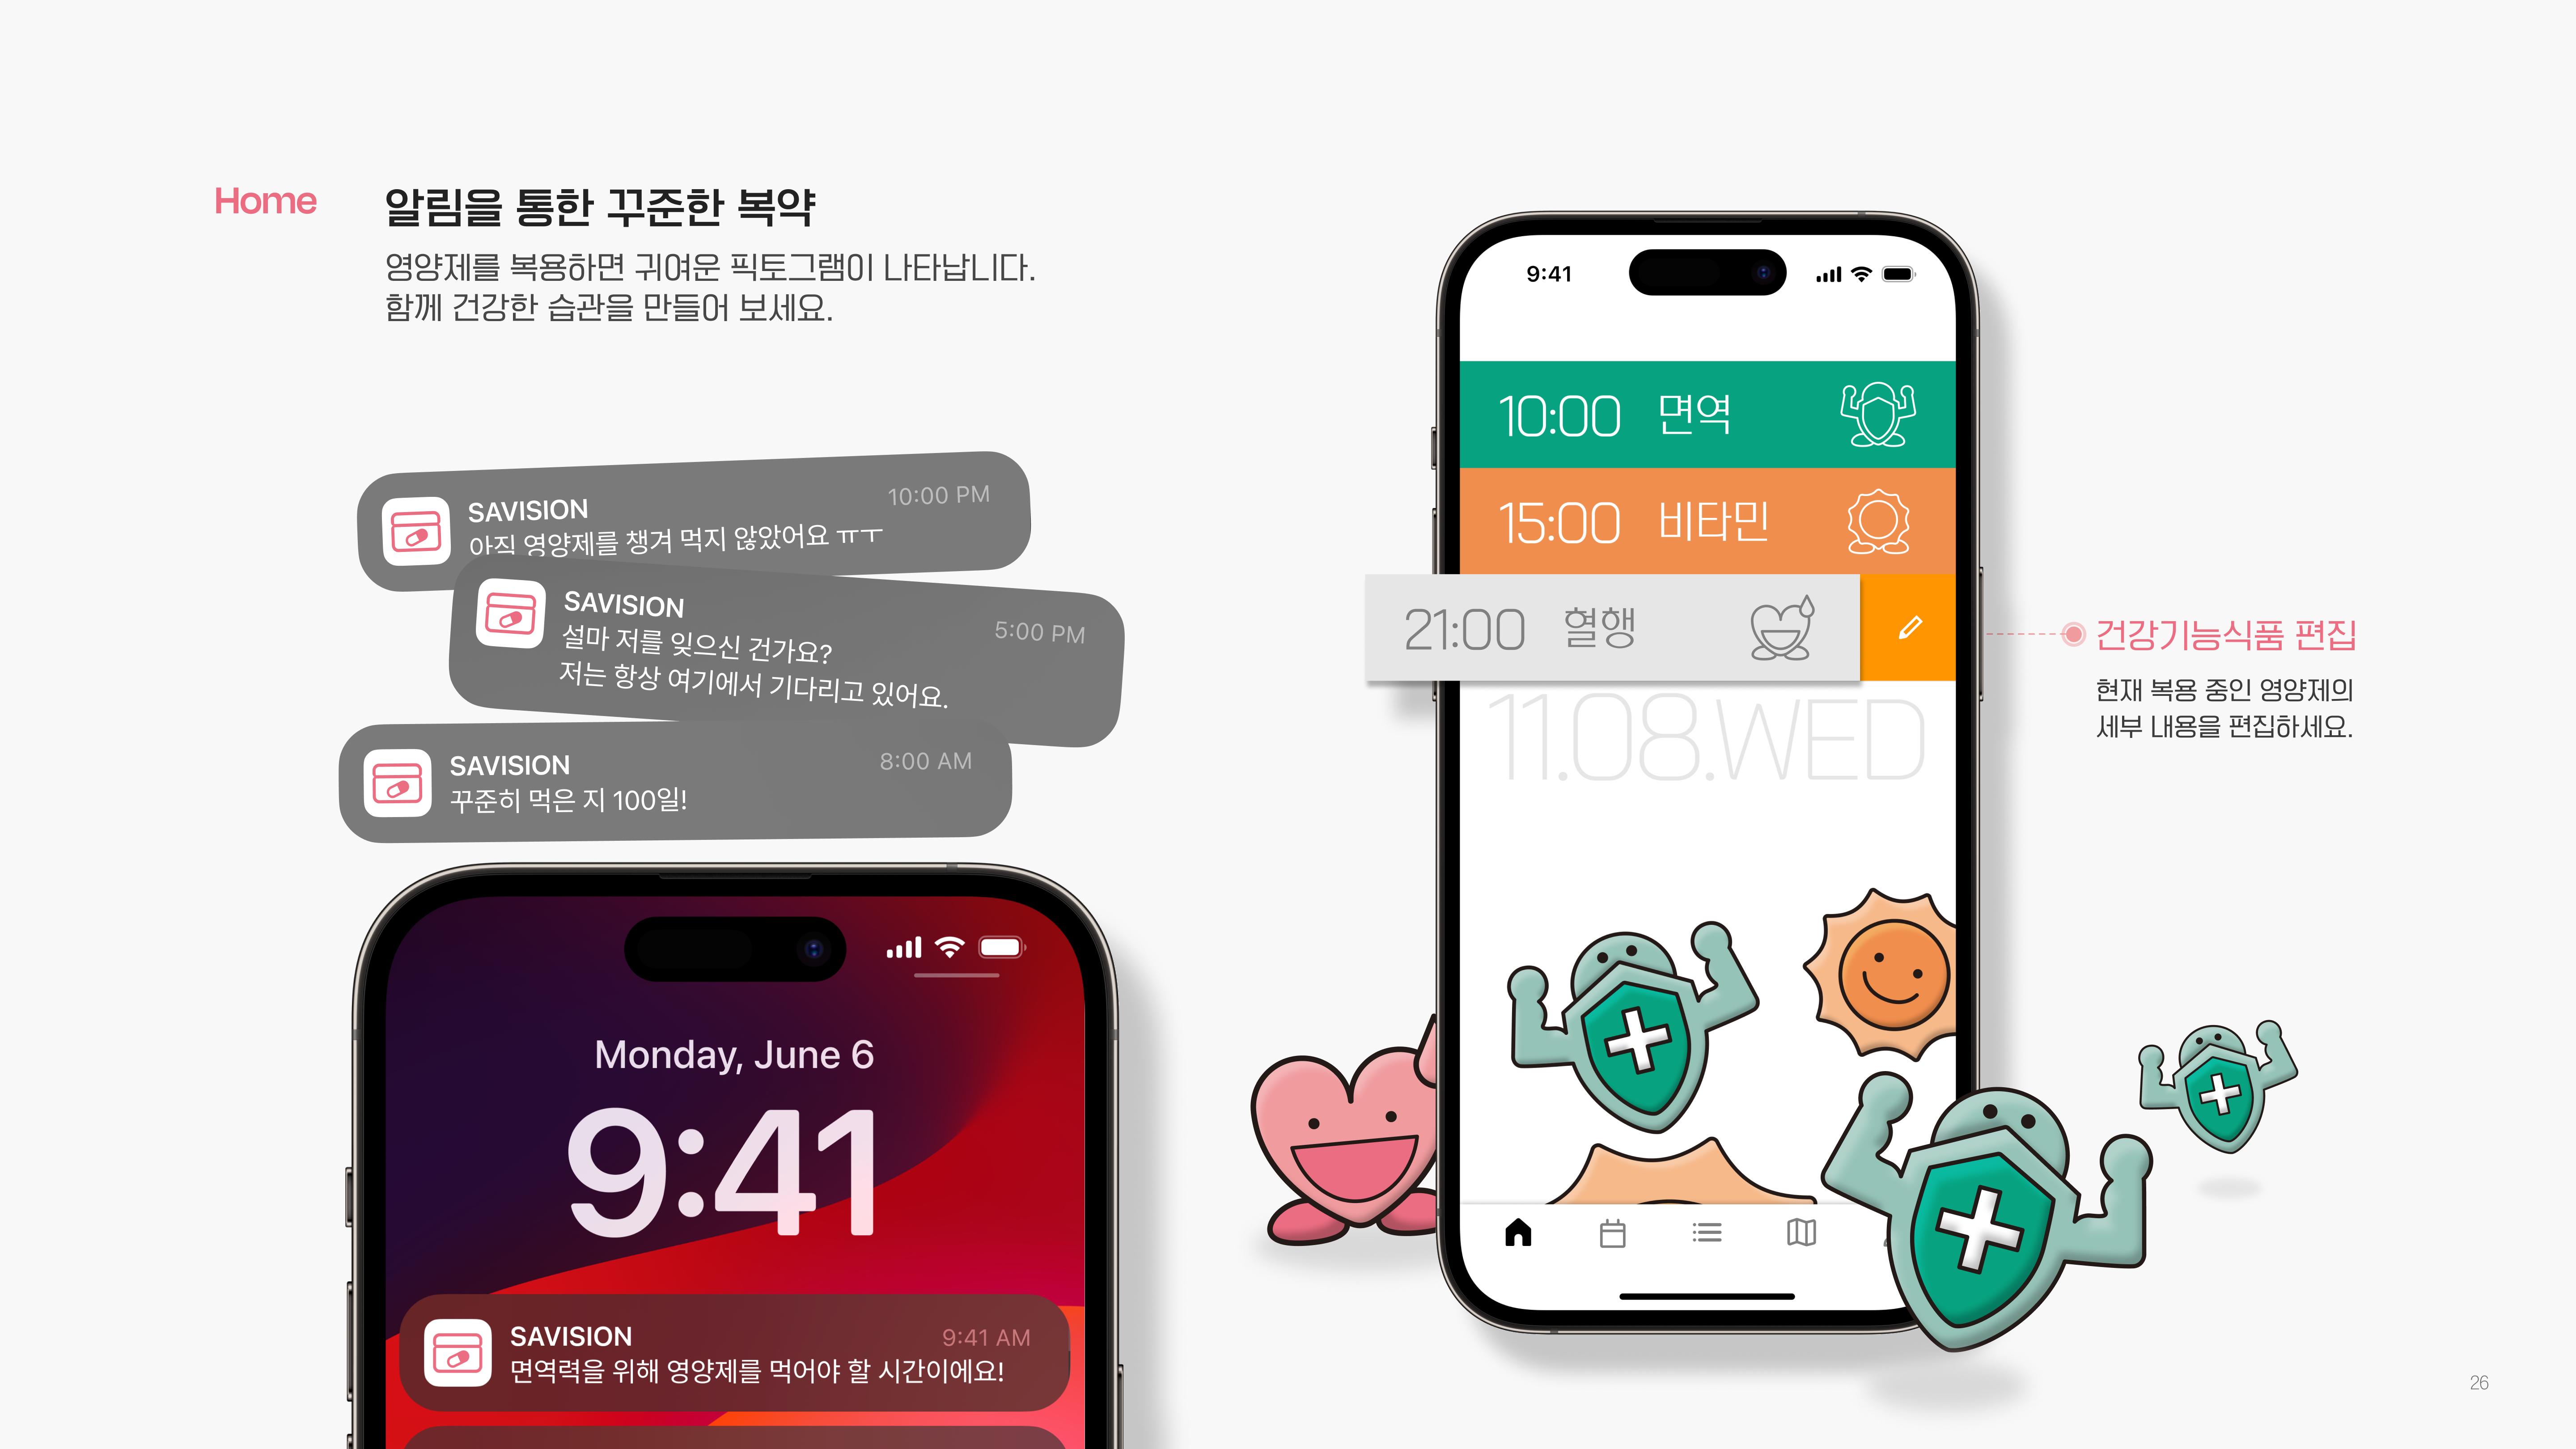 Home
알림을 통한 꾸준한 복약
영양제를 복용하면 귀여운 픽토그램이 나타납니다.
함께 건강한 습관을 만들어 보세요.
SAVISION
10:00 PM
아직 영양제를 챙겨 먹지 않았어요 ㅠㅜ
SAVISION
5:00 PM
설마 저를 잊으신 건가요?
저는 항상 여기에서 기다리고 있어요.
SAVISION
8:00 AM
꾸준히 먹은 지 100일!
Monday, June 6
9:41
SAVISION
9:41 AM
면역력을 위해 영양제를 먹어야 할 시간이에요!
9:41
10:00 면역
15:00 비타민
21:00 혈행
11.08.WED
건강기능식품 편집
현재 복용 중인 영양제의
세부 내용을 편집하세요.
26